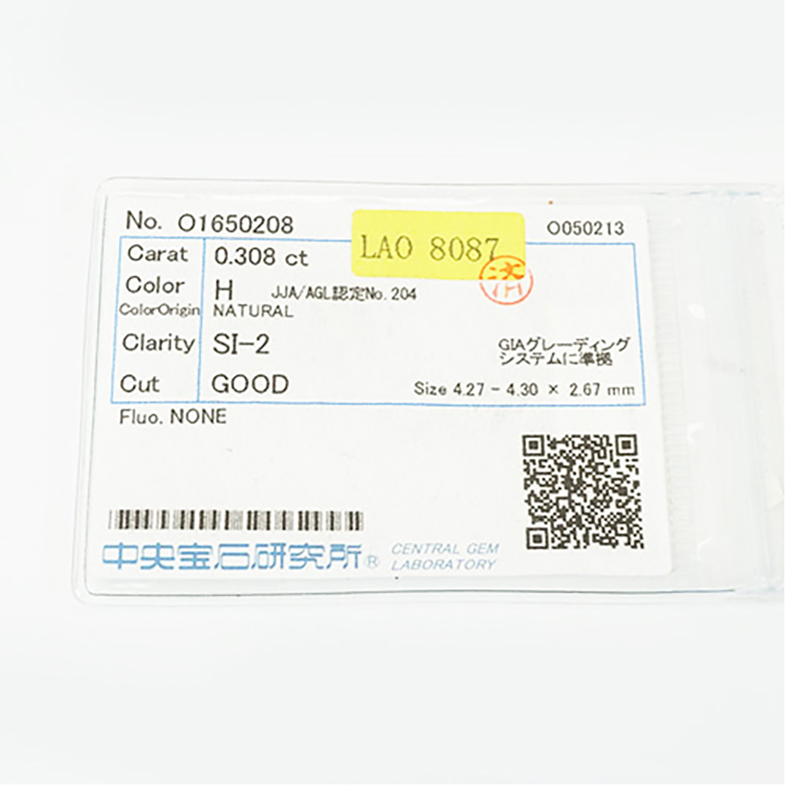 No. O1650208
LAO 8087
O050213
Carat 0.308 ct
Color H JJA/AGL認定No.204
ColorOrigin NATURAL
Clarity SI-2
GIAグレーディング
システムに準拠
Cut GOOD
Size 4.27 - 4.30 × 2.67 mm
Fluo. NONE
中央宝石研究所®
CENTRAL GEM
LABORATORY